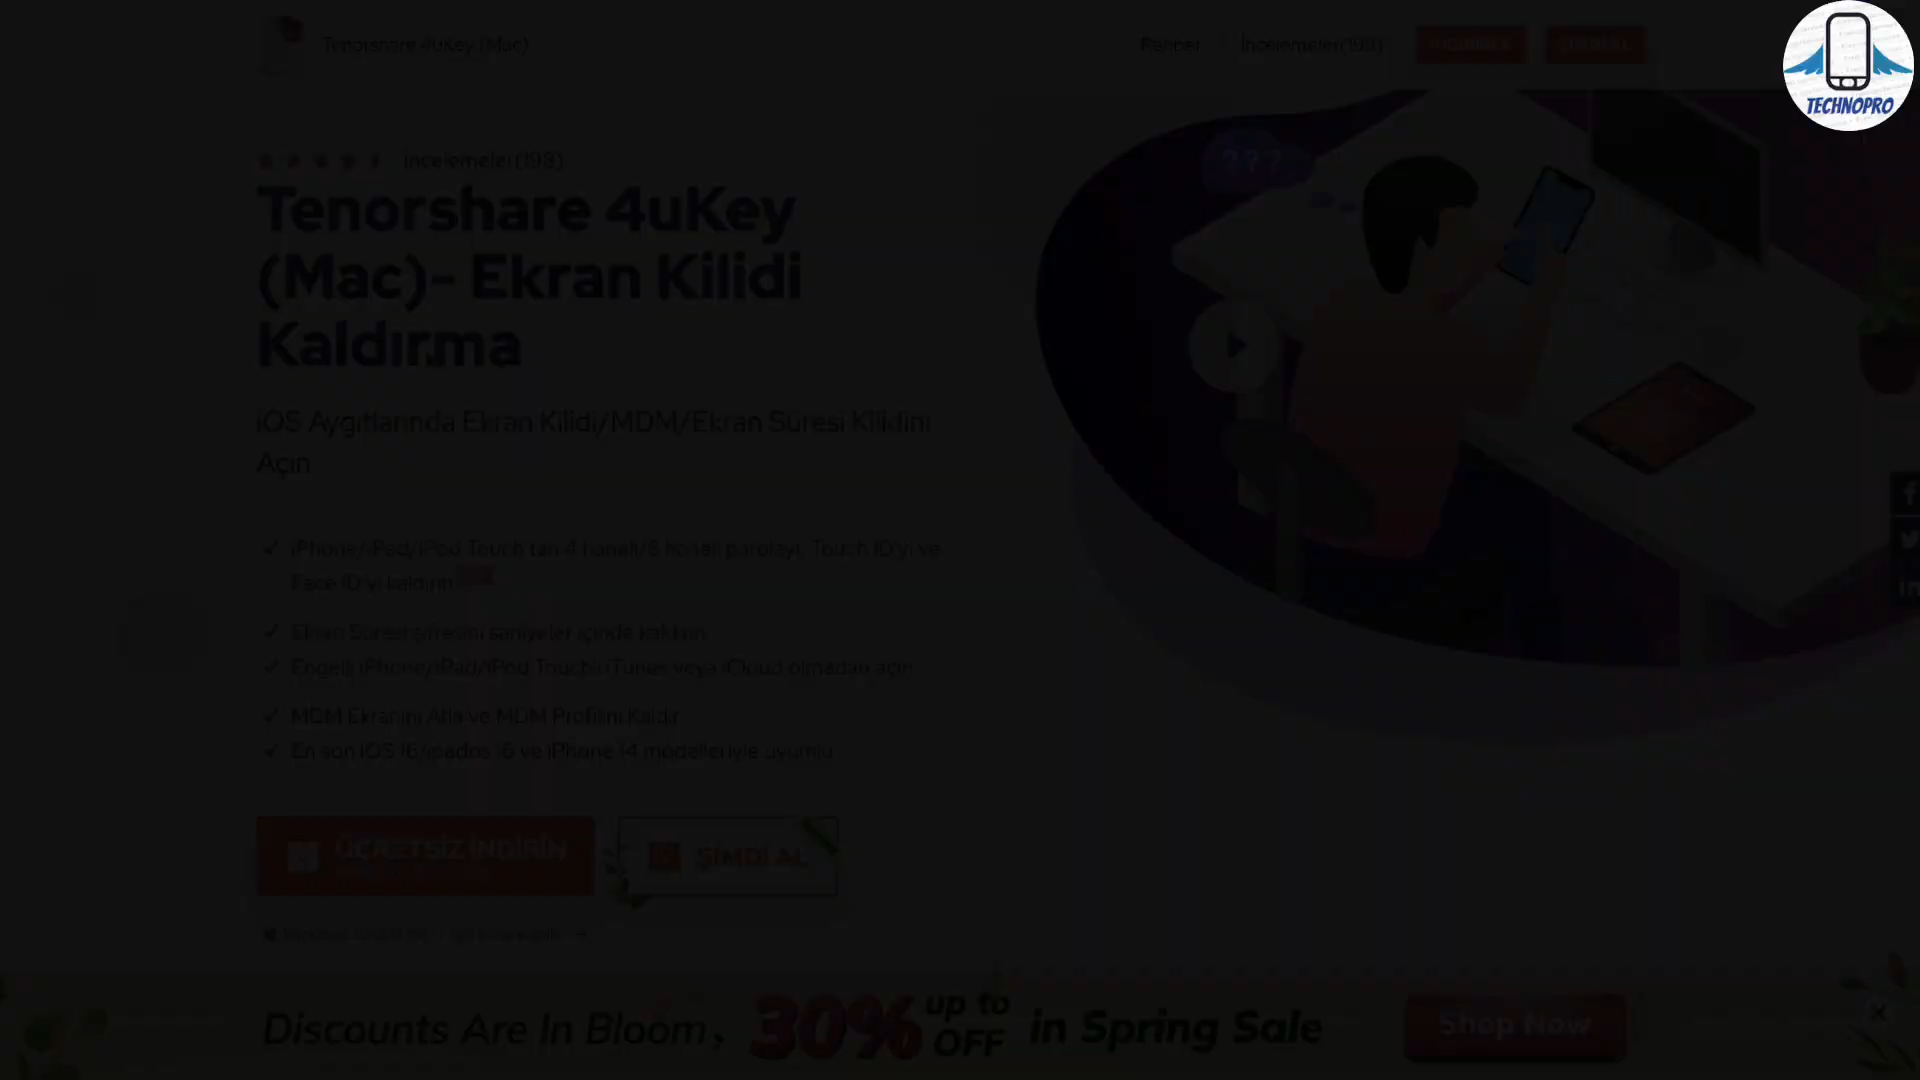 Tenorshare 4uKey (Mac)
Banner
İncelemeler(198)
ŞİMDİ AL
TECHNOPRO
İncelemeler(198)
???
Tenorshare 4uKey
(Mac)- Ekran Kilidi
Kaldırma
iOS Aygıtlarında Ekran Kilidi/MDM/Ekran Süresi Kilidini
Açın
iPhone/iPad/iPod Touch'tan 4 haneli/6 haneli parolayı, Touch ID'yi ve
Face ID'yi kaldırın
Ekran Süresi şifresini saniyeler içinde kaldırın
Engelli iPhone/iPad/iPod Touch'ı iTunes veya iCloud olmadan açın
MDM Ekranını Atla ve MDM Profilini Kaldır
En son iOS 16/ipados 16 ve iPhone 14 modelleriyle uyumlu
ÜCRETSİZ İNDİRİN
ŞİMDİ AL
Discounts Are In Bloom, 30% up to OFF in Spring Sale
Shop Now